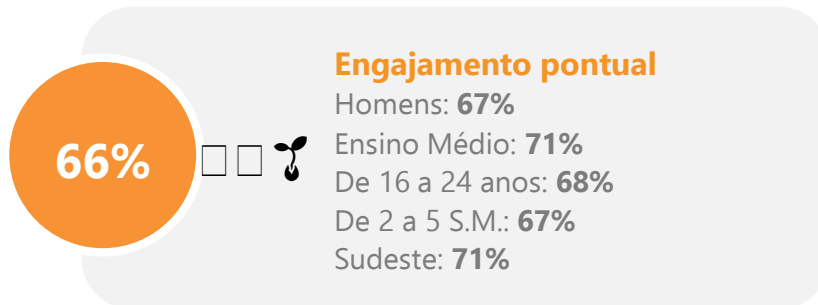 66%
Engajamento pontual
Homens: 67%
Ensino Médio: 71%
De 16 a 24 anos: 68%
De 2 a 5 S.M.: 67%
Sudeste: 71%